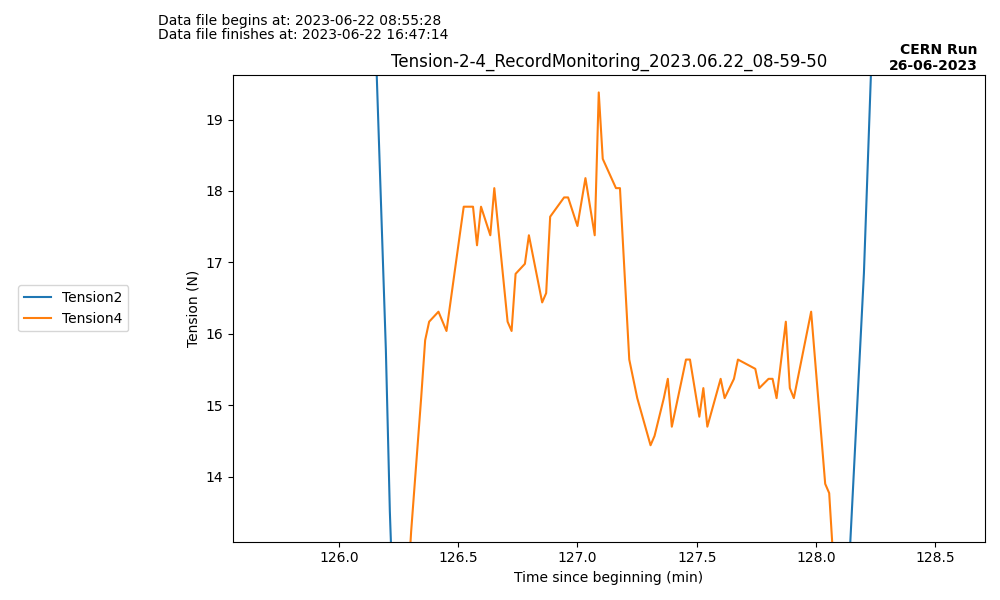 Data file begins at: 2023-06-22 08:55:28
Data file finishes at: 2023-06-22 16:47:14
CERN Run
26-06-2023
Tension-2-4_RecordMonitoring_2023.06.22_08-59-50
19
18
17
16
15
14
Tension (N)
Tension2
Tension4
126.0 126.5 127.0 127.5 128.0 128.5
Time since beginning (min)